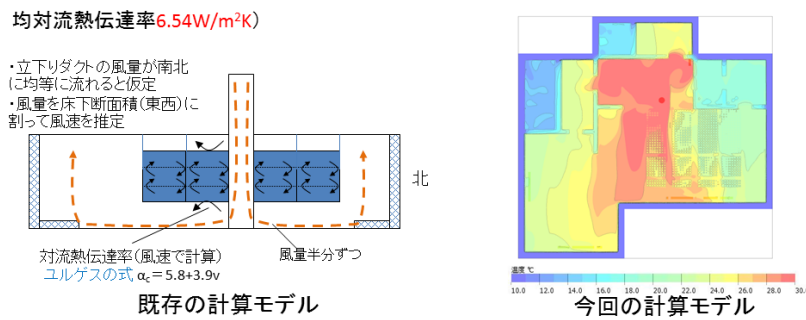 均対流熱伝達率6.54W/m²K）
・立下りダクトの風量が南北
に均等に流れると仮定
・風量を床下断面積(東西)に
割って風速を推定
北
対流熱伝達率(風速で計算)
ユルゲスの式 αc＝5.8+3.9v
風量半分ずつ
既存の計算モデル
温度 ℃
10.0 12.0 14.0 16.0 18.0 20.0 22.0 24.0 26.0 28.0 30.
今回の計算モデル